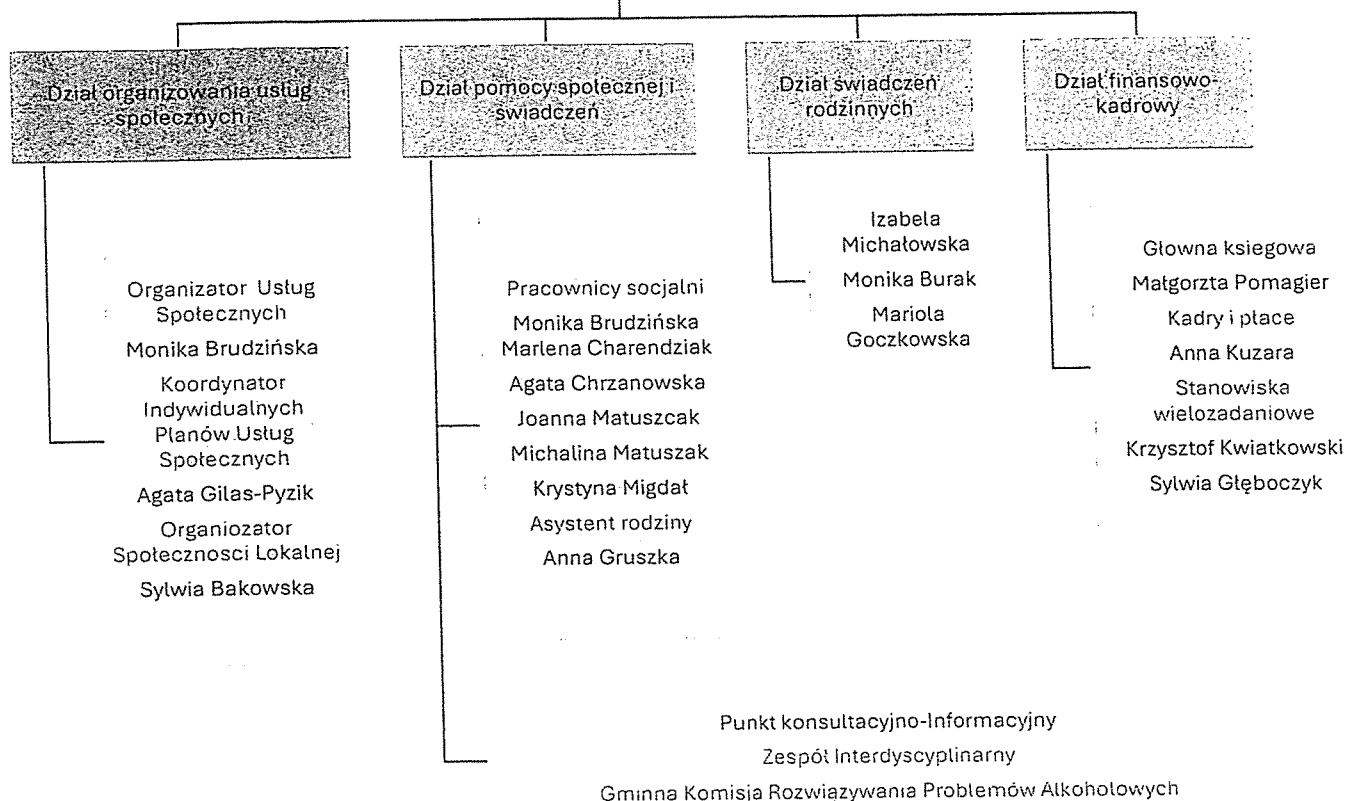 Dział organizowania usług
społecznych
Dział pomocy społecznej i
świadczeń
Dział świadczeń
rodzinnych
Dział finansowo-
kadrowy
Organizator Usług
Społecznych
Monika Brudzińska
Koordynator
Indywidualnych
Planów Usług
Społecznych
Agata Gilas-Pyzik
Organiozator
Społecznosci Lokalnej
Sylwia Bakowska
Pracownicy socjalni
Monika Brudzińska
Marlena Charendziak
Agata Chrzanowska
Joanna Matuszcak
Michalina Matuszak
Krystyna Migdał
Asystent rodziny
Anna Gruszka
Izabela
Michałowska
Monika Burak
Mariola
Goczkowska
Głowna ksiegowa
Małgorzta Pomagier
Kadry i płace
Anna Kuzara
Stanowiska
wielozadaniowe
Krzysztof Kwiatkowski
Sylwia Głęboczyk
Punkt konsultacyjno-Informacyjny
Zespół Interdyscyplinarny
Gminna Komisja Rozwiązywania Problemów Alkoholowych